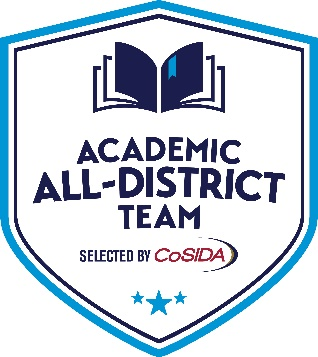 ACADEMIC
ALL-DISTRICT
TEAM
SELECTED BY CoSIDA